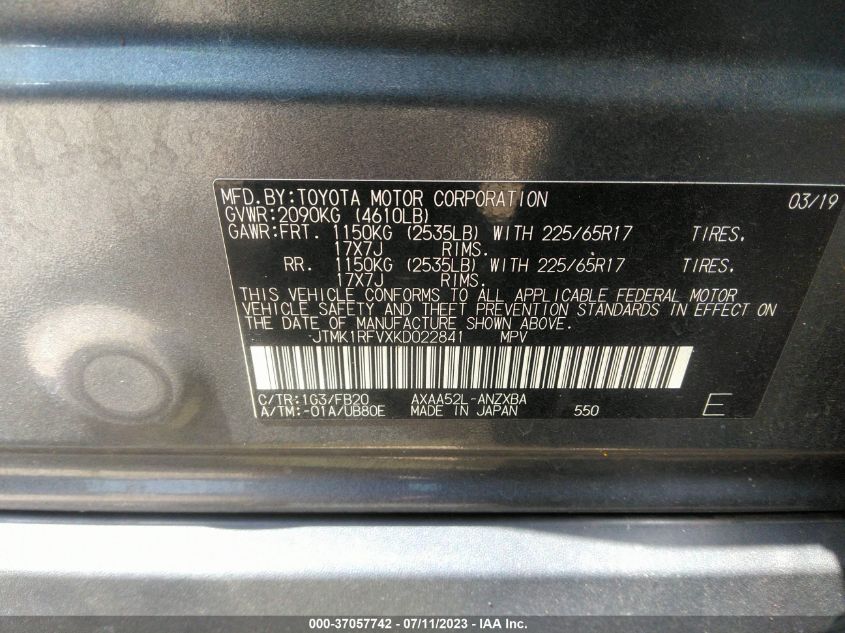 MFD.BY:TOYOTA MOTOR CORPORATION 03/19
GVWR:2090KG (4610LB)
GAWR:FRT. 1150KG (2535LB) WITH 225/65R17 TIRES.
17X7J RIMS.
RR. 1150KG (2535LB) WITH 225/65R17 TIRES.
17X7J RIMS.
THIS VEHICLE CONFORMS TO ALL APPLICABLE FEDERAL MOTOR
VEHICLE SAFETY AND THEFT PREVENTION STANDARDS IN EFFECT ON
THE DATE OF MANUFACTURE SHOWN ABOVE.
JTMK1RFVXKD022841 MPV
C/TR:1G3/FB20 AXAA52L-ANZXBA
A/TM:-01A/UB80E MADE IN JAPAN 550 E
000-37057742 - 07/11/2023 - IAA Inc.